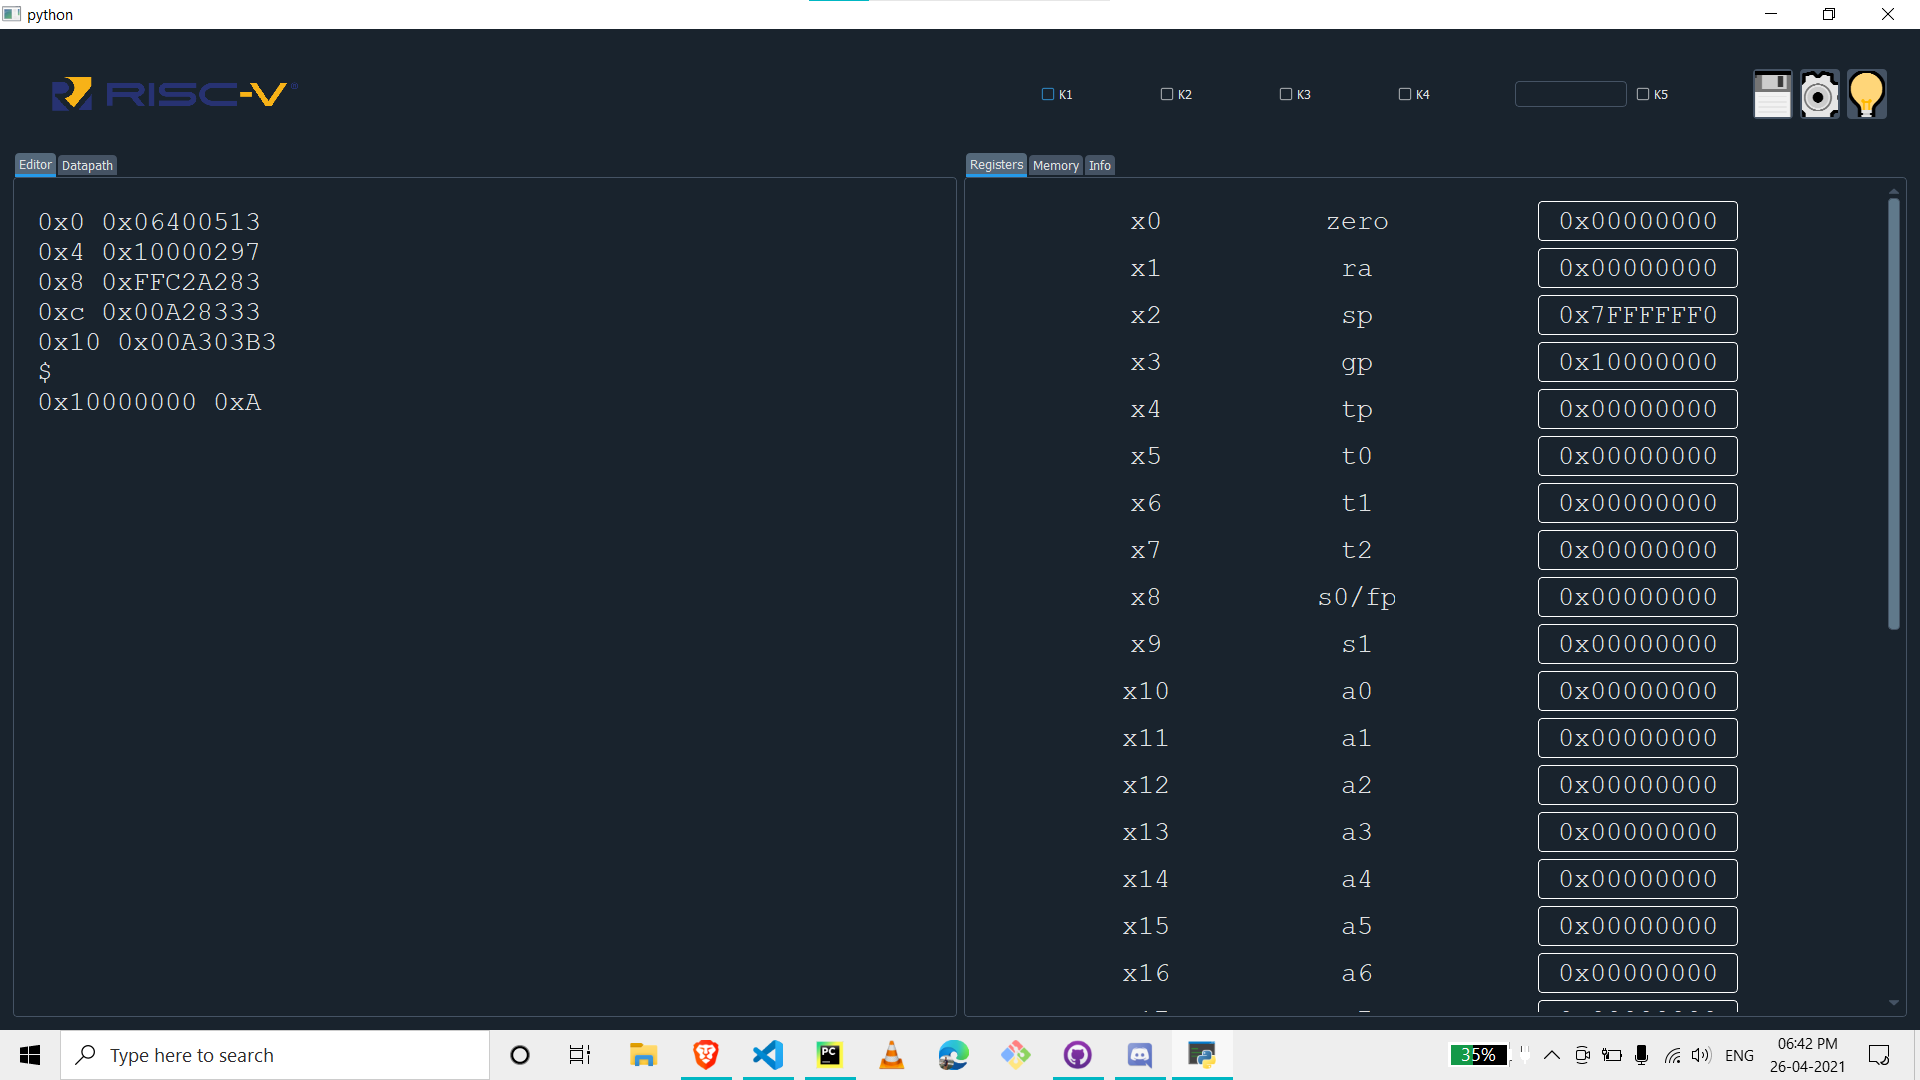 python
RISC-V®
K1 K2 K3 K4 K5
Editor Datapath
0x0 0x06400513
0x4 0x10000297
0x8 0xFFC2A283
0xc 0x00A28333
0x10 0x00A303B3
$
0x10000000 0xA
Registers Memory Info
x0 zero 0x00000000
x1 ra 0x00000000
x2 sp 0x7FFFFFF0
x3 gp 0x10000000
x4 tp 0x00000000
x5 t0 0x00000000
x6 t1 0x00000000
x7 t2 0x00000000
x8 s0/fp 0x00000000
x9 s1 0x00000000
x10 a0 0x00000000
x11 a1 0x00000000
x12 a2 0x00000000
x13 a3 0x00000000
x14 a4 0x00000000
x15 a5 0x00000000
x16 a6 0x00000000
Type here to search
PC
35%
ENG
06:42 PM
26-04-2021